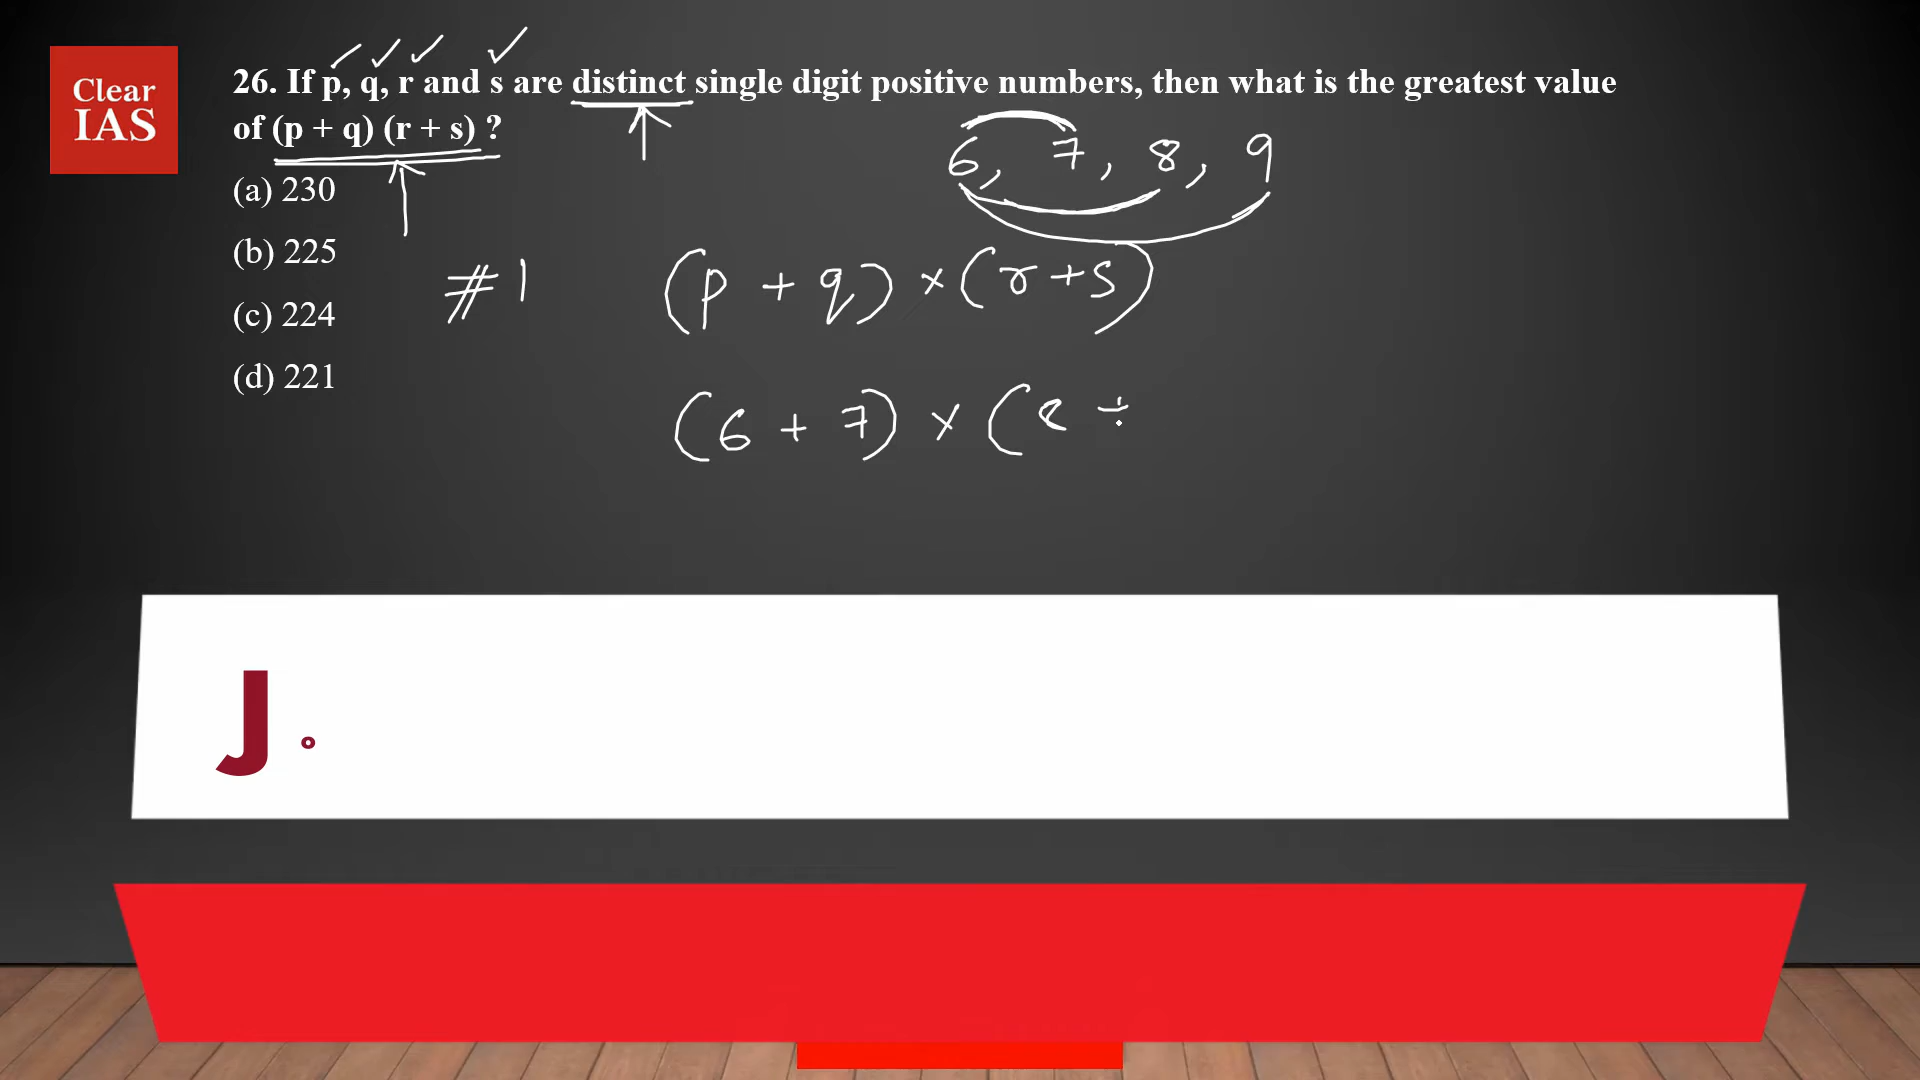 Clear
IAS
26. If p, q, r and s are distinct single digit positive numbers, then what is the greatest value
of (p + q) (r + s) ?
6, 7, 8, 9
(a) 230
(b) 225
(c) 224
(d) 221
#1 (p + q) × (r + s)
(6 + 7) × (8 +
J